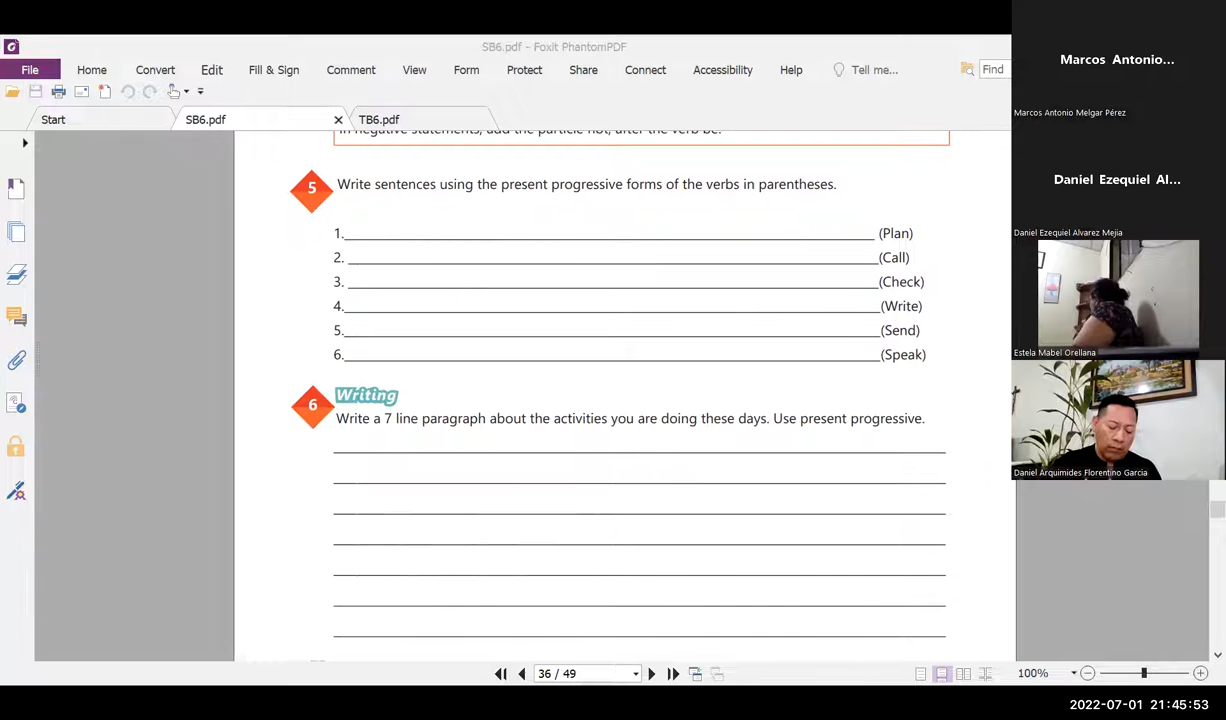 SB6.pdf - Foxit PhantomPDF
File Home Convert Edit Fill & Sign Comment View Form Protect Share Connect Accessibility Help Tell me... Find
Start SB6.pdf TB6.pdf
In negative statements, add the particle not, after the verb be.
5 Write sentences using the present progressive forms of the verbs in parentheses.
1. (Plan)
2. (Call)
3. (Check)
4. (Write)
5. (Send)
6. (Speak)
6 Writing
Write a 7 line paragraph about the activities you are doing these days. Use present progressive.
36 / 49
100%
Marcos Antonio...
Marcos Antonio Melgar Pérez
Daniel Ezequiel Al...
Daniel Ezequiel Alvarez Mejia
Estela Mabel Orellana
Daniel Arquimides Florentino Garcia
2022-07-01 21:45:53